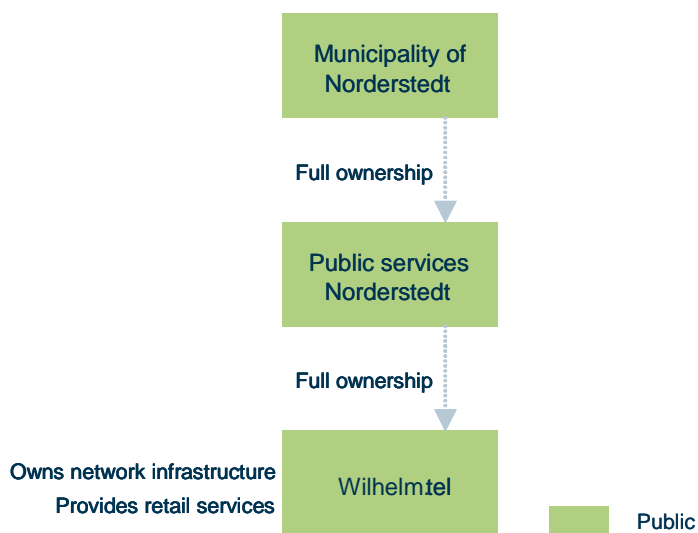 Municipality of
Norderstedt
Full ownership
Public services
Norderstedt
Full ownership
Owns network infrastructure
Provides retail services
Wilhelm.tel
Public